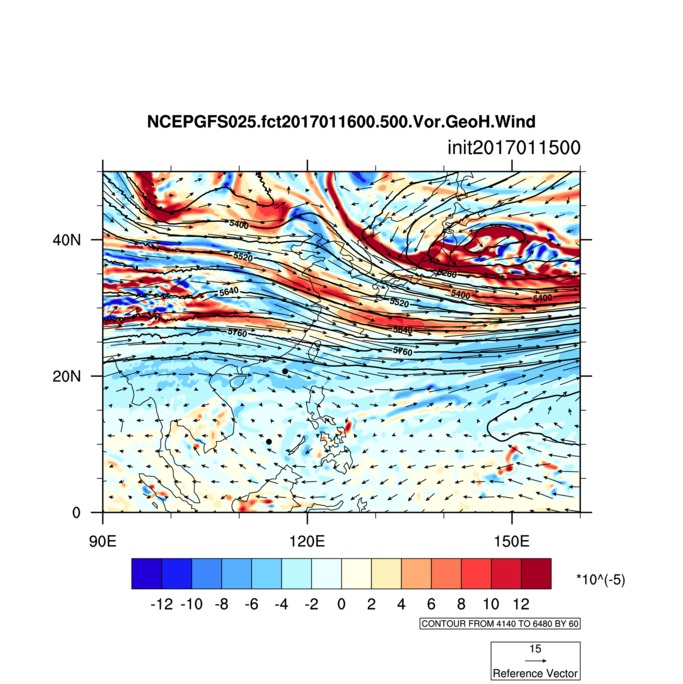 NCEPGFS025.fct2017011600.500.Vor.GeoH.Wind
init2017011500
40N
20N
0
5400
5520
5640
5760
5280
5520
5400
5400
5640
5760
90E 120E 150E
-12 -10 -8 -6 -4 -2 0 2 4 6 8 10 12
*10^(-5)
CONTOUR FROM 4140 TO 6480 BY 60
15
Reference Vector